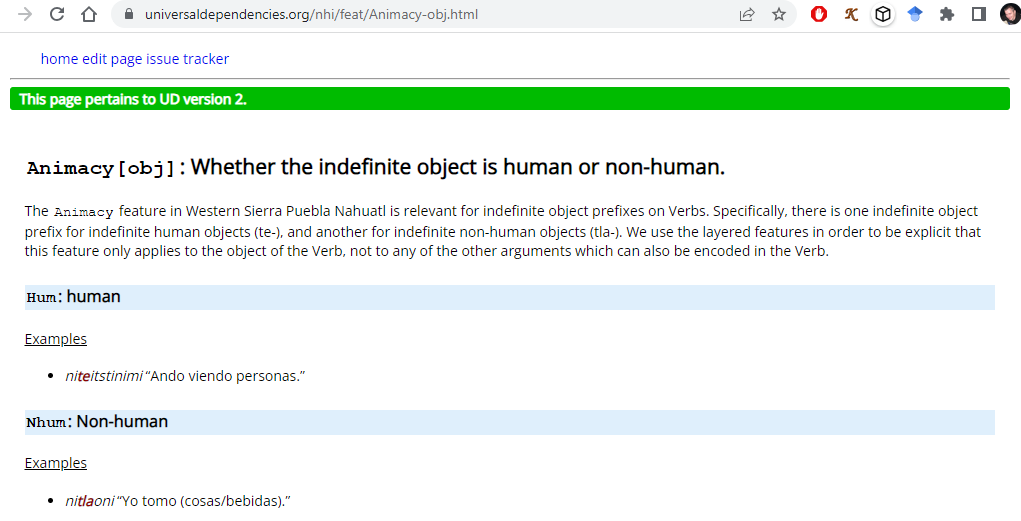 universaldependencies.org/nhi/feat/Animacy-obj.html
home edit page issue tracker
This page pertains to UD version 2.
Animacy[obj]: Whether the indefinite object is human or non-human.
The Animacy feature in Western Sierra Puebla Nahuatl is relevant for indefinite object prefixes on Verbs. Specifically, there is one indefinite object
prefix for indefinite human objects (te-), and another for indefinite non-human objects (tla-). We use the layered features in order to be explicit that
this feature only applies to the object of the Verb, not to any of the other arguments which can also be encoded in the Verb.
Hum: human
Examples
• niteitstinimi “Ando viendo personas.”
Nhum: Non-human
Examples
• nitlaoni “Yo tomo (cosas/bebidas).”